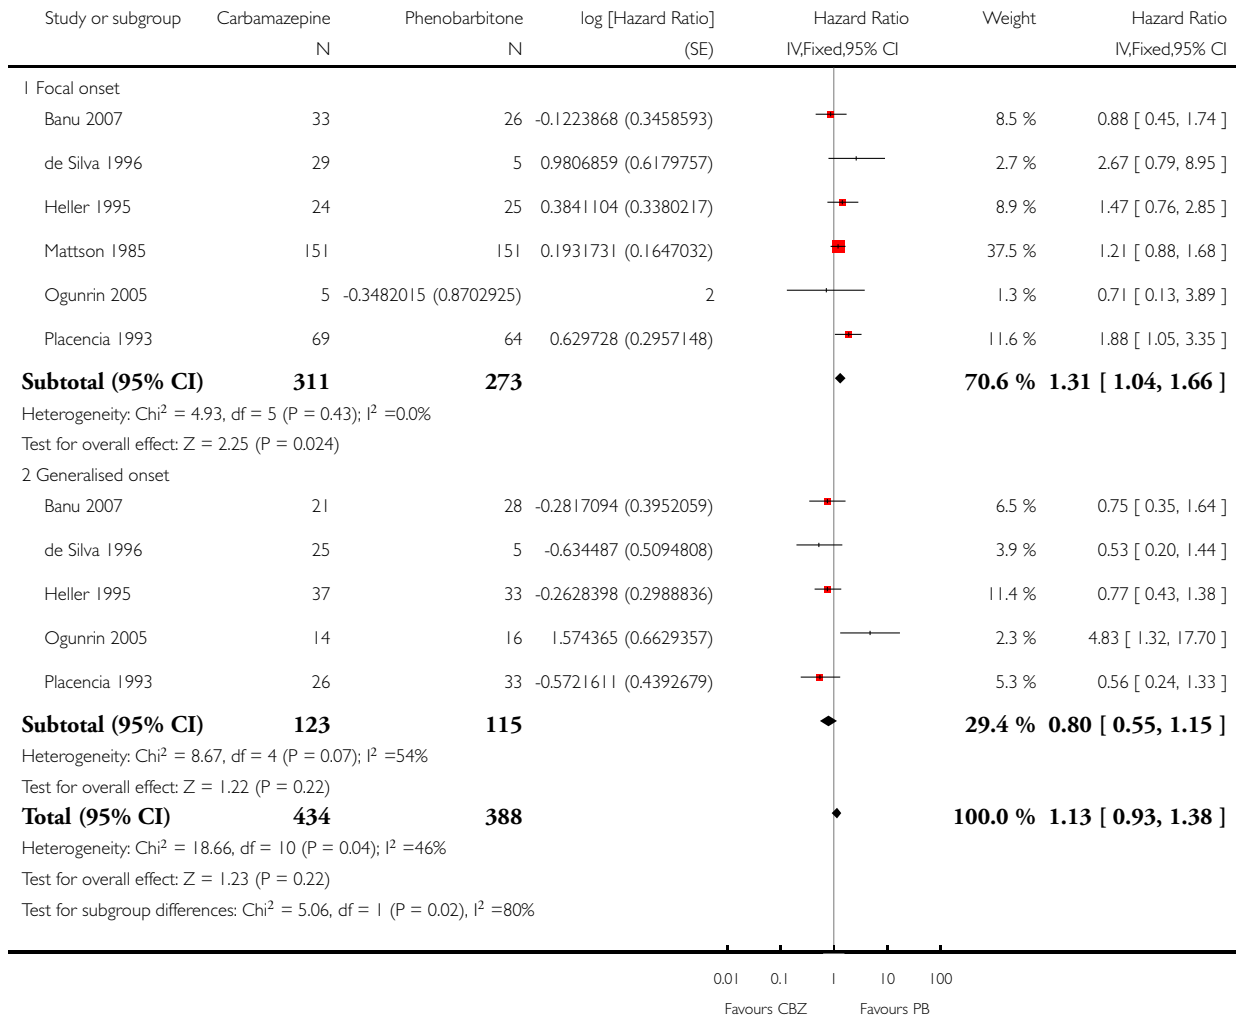 Study or subgroup Carbamazepine Phenobarbitone log [Hazard Ratio] Hazard Ratio Weight Hazard Ratio
N N (SE) IV,Fixed,95% CI IV,Fixed,95% CI
1 Focal onset
Banu 2007 33 26 -0.1223868 (0.3458593) 8.5 % 0.88 [ 0.45, 1.74 ]
de Silva 1996 29 5 0.9806859 (0.6179757) 2.7 % 2.67 [ 0.79, 8.95 ]
Heller 1995 24 25 0.3841104 (0.3380217) 8.9 % 1.47 [ 0.76, 2.85 ]
Mattson 1985 151 151 0.1931731 (0.1647032) 37.5 % 1.21 [ 0.88, 1.68 ]
Ogunrin 2005 5 -0.3482015 (0.8702925) 2 1.3 % 0.71 [ 0.13, 3.89 ]
Placencia 1993 69 64 0.629728 (0.2957148) 11.6 % 1.88 [ 1.05, 3.35 ]
Subtotal (95% CI) 311 273 70.6 % 1.31 [ 1.04, 1.66 ]
Heterogeneity: Chi² = 4.93, df = 5 (P = 0.43); I² =0.0%
Test for overall effect: Z = 2.25 (P = 0.024)
2 Generalised onset
Banu 2007 21 28 -0.2817094 (0.3952059) 6.5 % 0.75 [ 0.35, 1.64 ]
de Silva 1996 25 5 -0.634487 (0.5094808) 3.9 % 0.53 [ 0.20, 1.44 ]
Heller 1995 37 33 -0.2628398 (0.2988836) 11.4 % 0.77 [ 0.43, 1.38 ]
Ogunrin 2005 14 16 1.574365 (0.6629357) 2.3 % 4.83 [ 1.32, 17.70 ]
Placencia 1993 26 33 -0.5721611 (0.4392679) 5.3 % 0.56 [ 0.24, 1.33 ]
Subtotal (95% CI) 123 115 29.4 % 0.80 [ 0.55, 1.15 ]
Heterogeneity: Chi² = 8.67, df = 4 (P = 0.07); I² =54%
Test for overall effect: Z = 1.22 (P = 0.22)
Total (95% CI) 434 388 100.0 % 1.13 [ 0.93, 1.38 ]
Heterogeneity: Chi² = 18.66, df = 10 (P = 0.04); I² =46%
Test for overall effect: Z = 1.23 (P = 0.22)
Test for subgroup differences: Chi² = 5.06, df = 1 (P = 0.02), I² =80%
0.01 0.1 1 10 100
Favours CBZ Favours PB